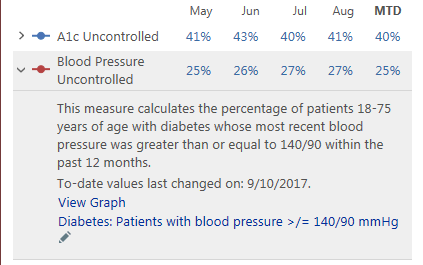 May Jun Jul Aug MTD
A1c Uncontrolled 41% 43% 40% 41% 40%
Blood Pressure
Uncontrolled 25% 26% 27% 27% 25%
This measure calculates the percentage of patients 18-75
years of age with diabetes whose most recent blood
pressure was greater than or equal to 140/90 within the
past 12 months.
To-date values last changed on: 9/10/2017.
View Graph
Diabetes: Patients with blood pressure >/= 140/90 mmHg